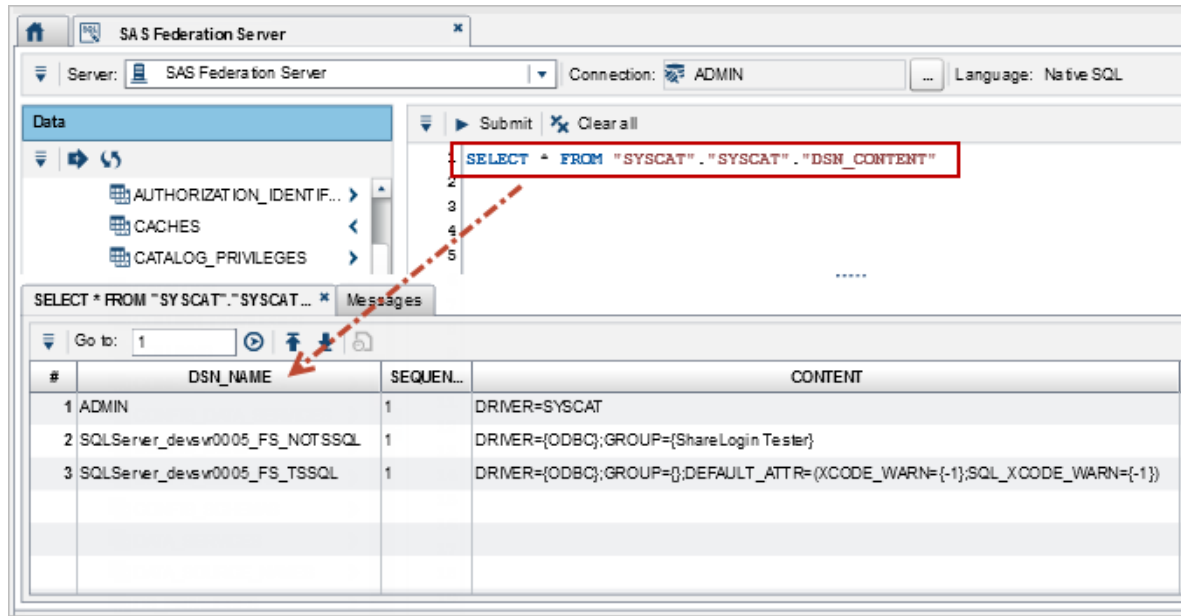 SAS Federation Server
Server: SAS Federation Server Connection: ADMIN ... Language: Native SQL
Data
Submit Clear all
AUTHORIZATION_IDENTIF...
CACHES
CATALOG_PRIVILEGES
1 SELECT * FROM "SYSCAT"."SYSCAT"."DSN_CONTENT"
2
3
4
5
SELECT * FROM "SYSCAT"."SYSCAT... Messages
Go to: 1
# DSN_NAME SEQUEN... CONTENT
1 ADMIN 1 DRIVER=SYSCAT
2 SQLServer_devsvr0005_FS_NOTSSQL 1 DRIVER={ODBC};GROUP={ShareLogin Tester}
3 SQLServer_devsvr0005_FS_TSSQL 1 DRIVER={ODBC};GROUP={};DEFAULT_ATTR=(XCODE_WARN={-1};SQL_XCODE_WARN={-1})